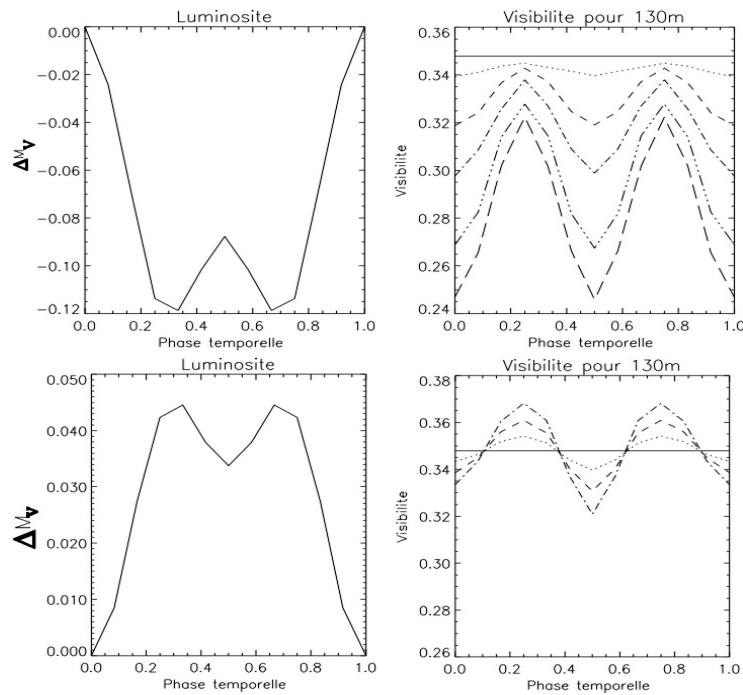 Luminosite
0.00
−0.02
−0.04
−0.06
−0.08
−0.10
−0.12
ΔMv
0.0 0.2 0.4 0.6 0.8 1.0
Phase temporelle
Visibilite pour 130m
0.36
0.34
0.32
0.30
0.28
0.26
0.24
Visibilite
0.0 0.2 0.4 0.6 0.8 1.0
Phase temporelle
Luminosite
0.050
0.040
0.030
0.020
0.010
0.000
ΔMv
0.0 0.2 0.4 0.6 0.8 1.0
Phase temporelle
Visibilite pour 130m
0.38
0.36
0.34
0.32
0.30
0.28
0.26
Visibilite
0.0 0.2 0.4 0.6 0.8 1.0
Phase temporelle